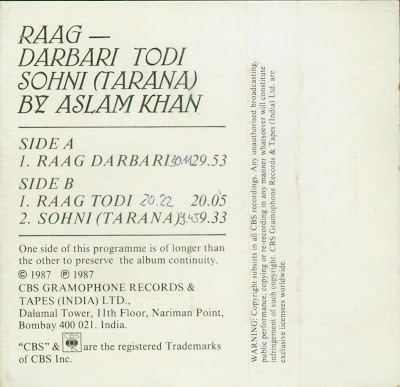 RAAG —
DARBARI TODI
SOHNI (TARANA)
BY ASLAM KHAN
SIDE A
1. RAAG DARBARI 29.53
SIDE B
1. RAAG TODI 20.22 20.05
2. SOHNI (TARANA) 9.33
One side of this programme is of longer
than the other to preserve the album continuity.
© 1987 ℗ 1987
CBS GRAMOPHONE RECORDS &
TAPES (INDIA) LTD.,
Dalamal Tower, 11th Floor, Nariman Point,
Bombay 400 021. India.
"CBS" & CBS are the registered Trademarks
of CBS Inc.
WARNING: Copyright subsists in all CBS recordings. Any unauthorised broadcasting,
public performance, copying or re-recording in any manner whatsoever will constitute
infringement of such copyright. CBS Gramophone Records & Tapes (India) Ltd. are
exclusive licensees worldwide.